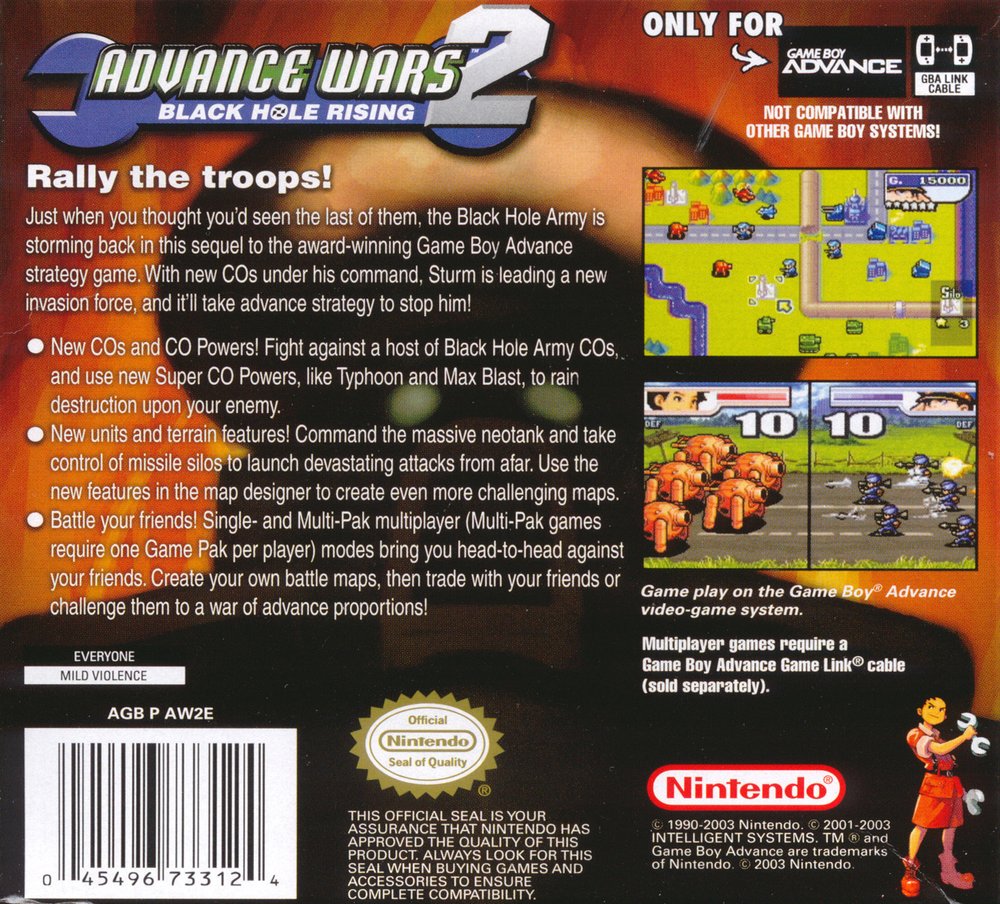 ADVANCE WARS™ 2
BLACK HOLE RISING
ONLY FOR
GAME BOY
ADVANCE
GBA LINK
CABLE
NOT COMPATIBLE WITH
OTHER GAME BOY SYSTEMS!
Rally the troops!
Just when you thought you'd seen the last of them, the Black Hole Army is
storming back in this sequel to the award-winning Game Boy Advance
strategy game. With new COs under his command, Sturm is leading a new
invasion force, and it'll take advance strategy to stop him!
● New COs and CO Powers! Fight against a host of Black Hole Army COs,
and use new Super CO Powers, like Typhoon and Max Blast, to rain
destruction upon your enemy.
● New units and terrain features! Command the massive neotank and take
control of missile silos to launch devastating attacks from afar. Use the
new features in the map designer to create even more challenging maps.
● Battle your friends! Single- and Multi-Pak multiplayer (Multi-Pak games
require one Game Pak per player) modes bring you head-to-head against
your friends. Create your own battle maps, then trade with your friends or
challenge them to a war of advance proportions!
G. 15000
Silo
3
DEF 10
10 DEF
Game play on the Game Boy® Advance
video-game system.
Multiplayer games require a
Game Boy Advance Game Link® cable
(sold separately).
EVERYONE
MILD VIOLENCE
AGB P AW2E
0 45496 73312 4
Official
Nintendo
Seal of Quality
®
THIS OFFICIAL SEAL IS YOUR
ASSURANCE THAT NINTENDO HAS
APPROVED THE QUALITY OF THIS
PRODUCT. ALWAYS LOOK FOR THIS
SEAL WHEN BUYING GAMES AND
ACCESSORIES TO ENSURE
COMPLETE COMPATIBILITY.
Nintendo®
© 1990-2003 Nintendo. © 2001-2003
INTELLIGENT SYSTEMS. TM ® and
Game Boy Advance are trademarks
of Nintendo. © 2003 Nintendo.